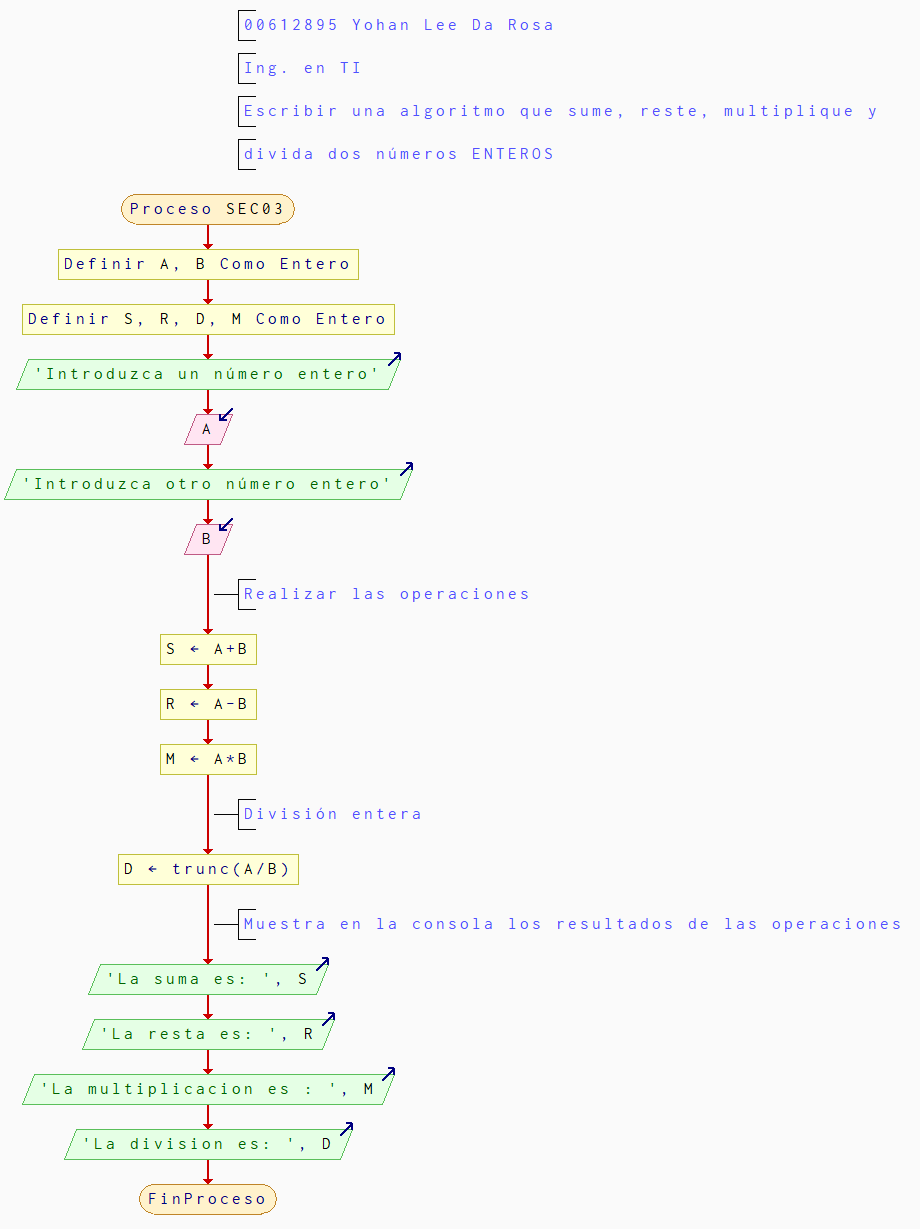 00612895 Yohan Lee Da Rosa
Ing. en TI
Escribir una algoritmo que sume, reste, multiplique y
divida dos números ENTEROS
Proceso SEC03
Definir A, B Como Entero
Definir S, R, D, M Como Entero
'Introduzca un número entero'
A
'Introduzca otro número entero'
B
Realizar las operaciones
S ← A+B
R ← A-B
M ← A*B
División entera
D ← trunc(A/B)
Muestra en la consola los resultados de las operaciones
'La suma es: ', S
'La resta es: ', R
'La multiplicacion es : ', M
'La division es: ', D
FinProceso